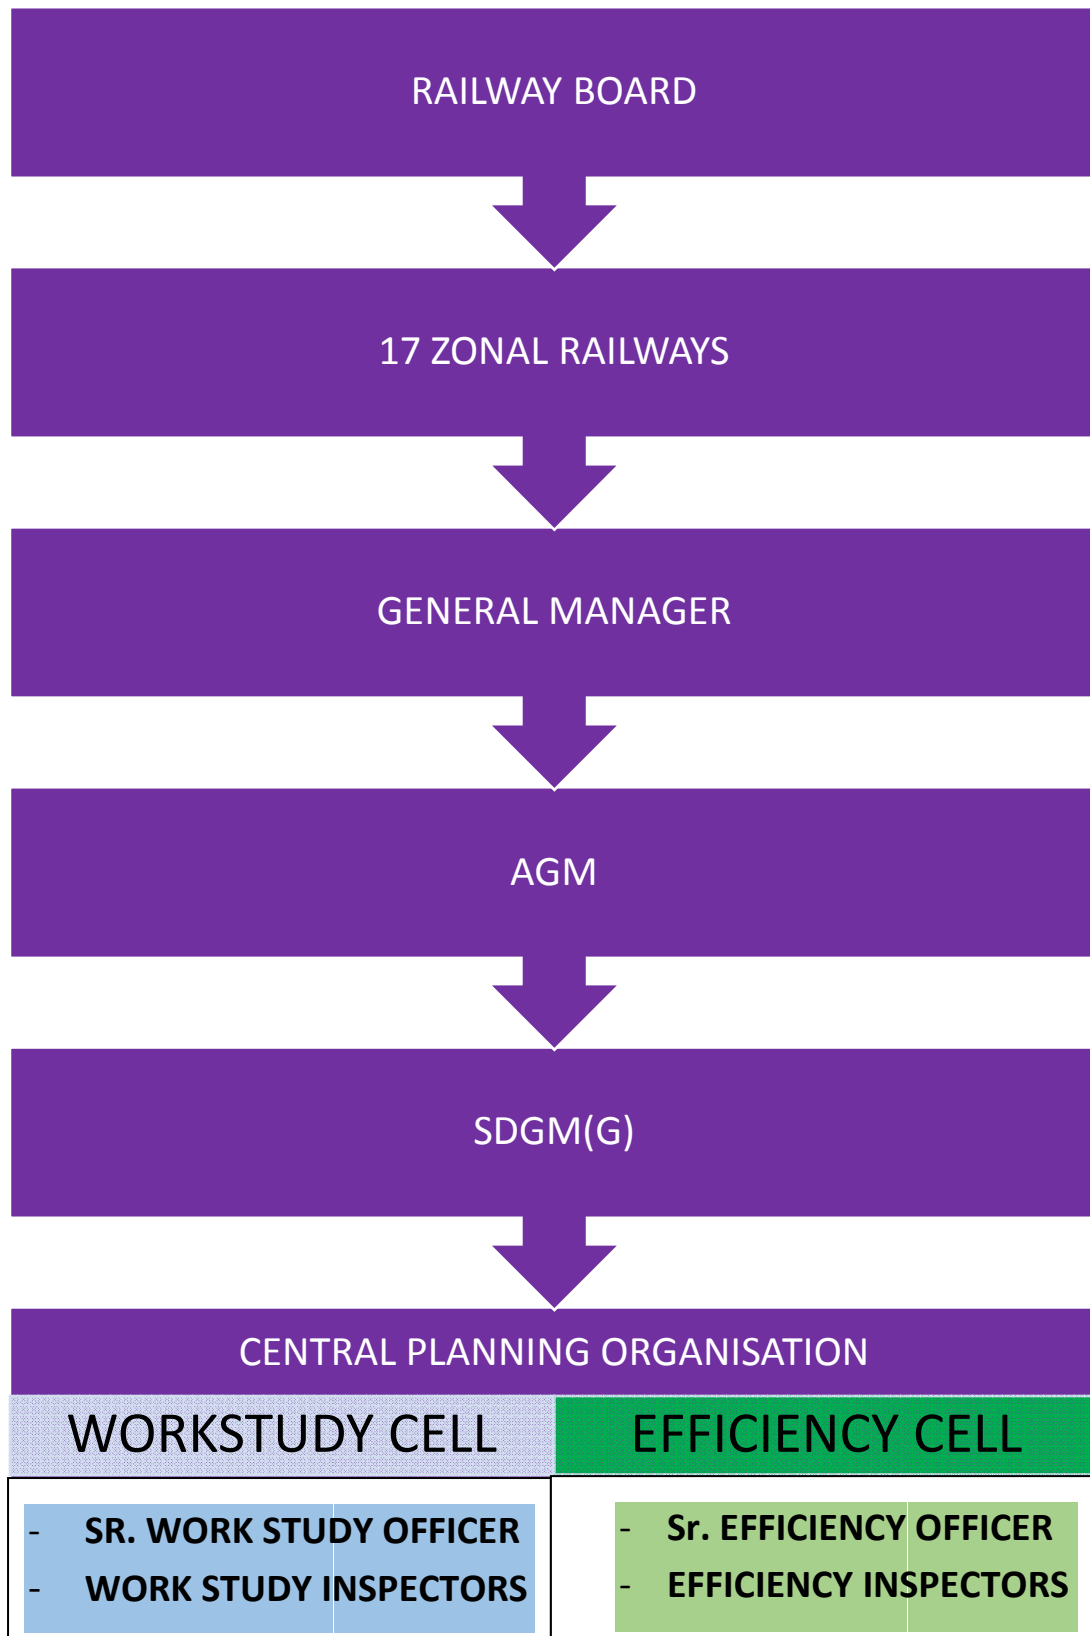 RAILWAY BOARD
17 ZONAL RAILWAYS
GENERAL MANAGER
AGM
SDGM(G)
CENTRAL PLANNING ORGANISATION
WORKSTUDY CELL
EFFICIENCY CELL
- SR. WORK STUDY OFFICER
- WORK STUDY INSPECTORS
- Sr. EFFICIENCY OFFICER
- EFFICIENCY INSPECTORS